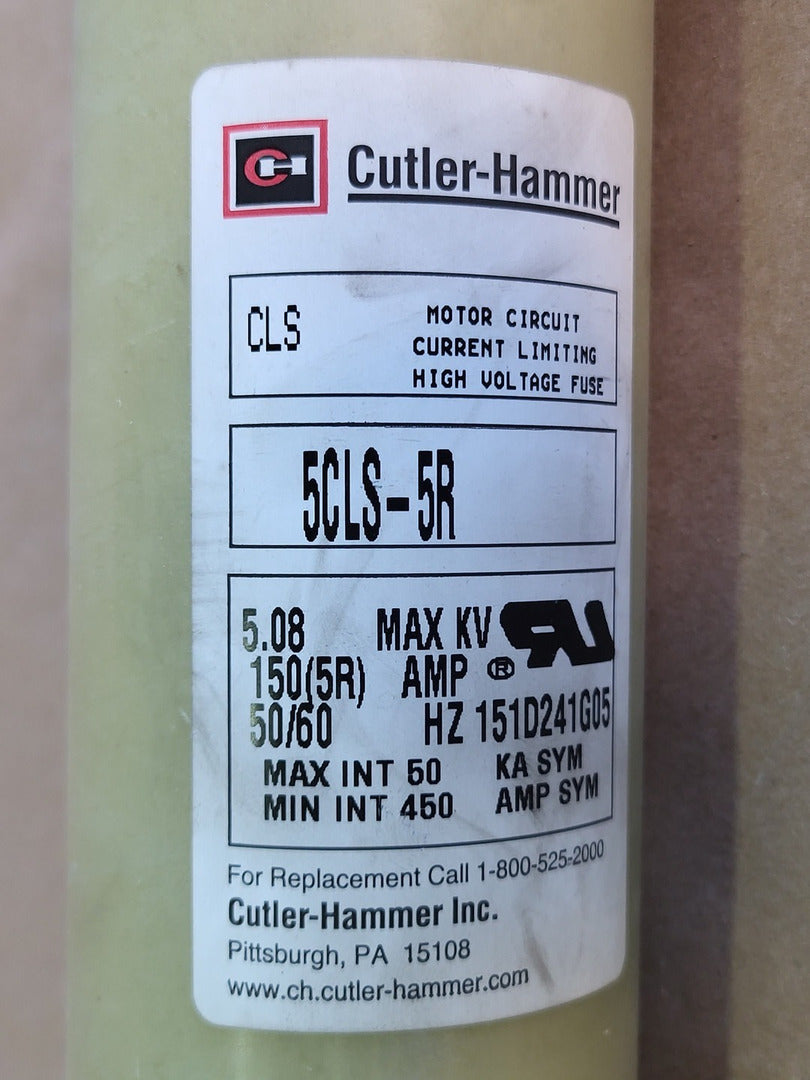 CH Cutler-Hammer
CLS
MOTOR CIRCUIT
CURRENT LIMITING
HIGH VOLTAGE FUSE
5CLS-5R
5.08 MAX KV
150(5R) AMP ®
50/60 HZ 151D241G05
MAX INT 50 KA SYM
MIN INT 450 AMP SYM
For Replacement Call 1-800-525-2000
Cutler-Hammer Inc.
Pittsburgh, PA 15108
www.ch.cutler-hammer.com